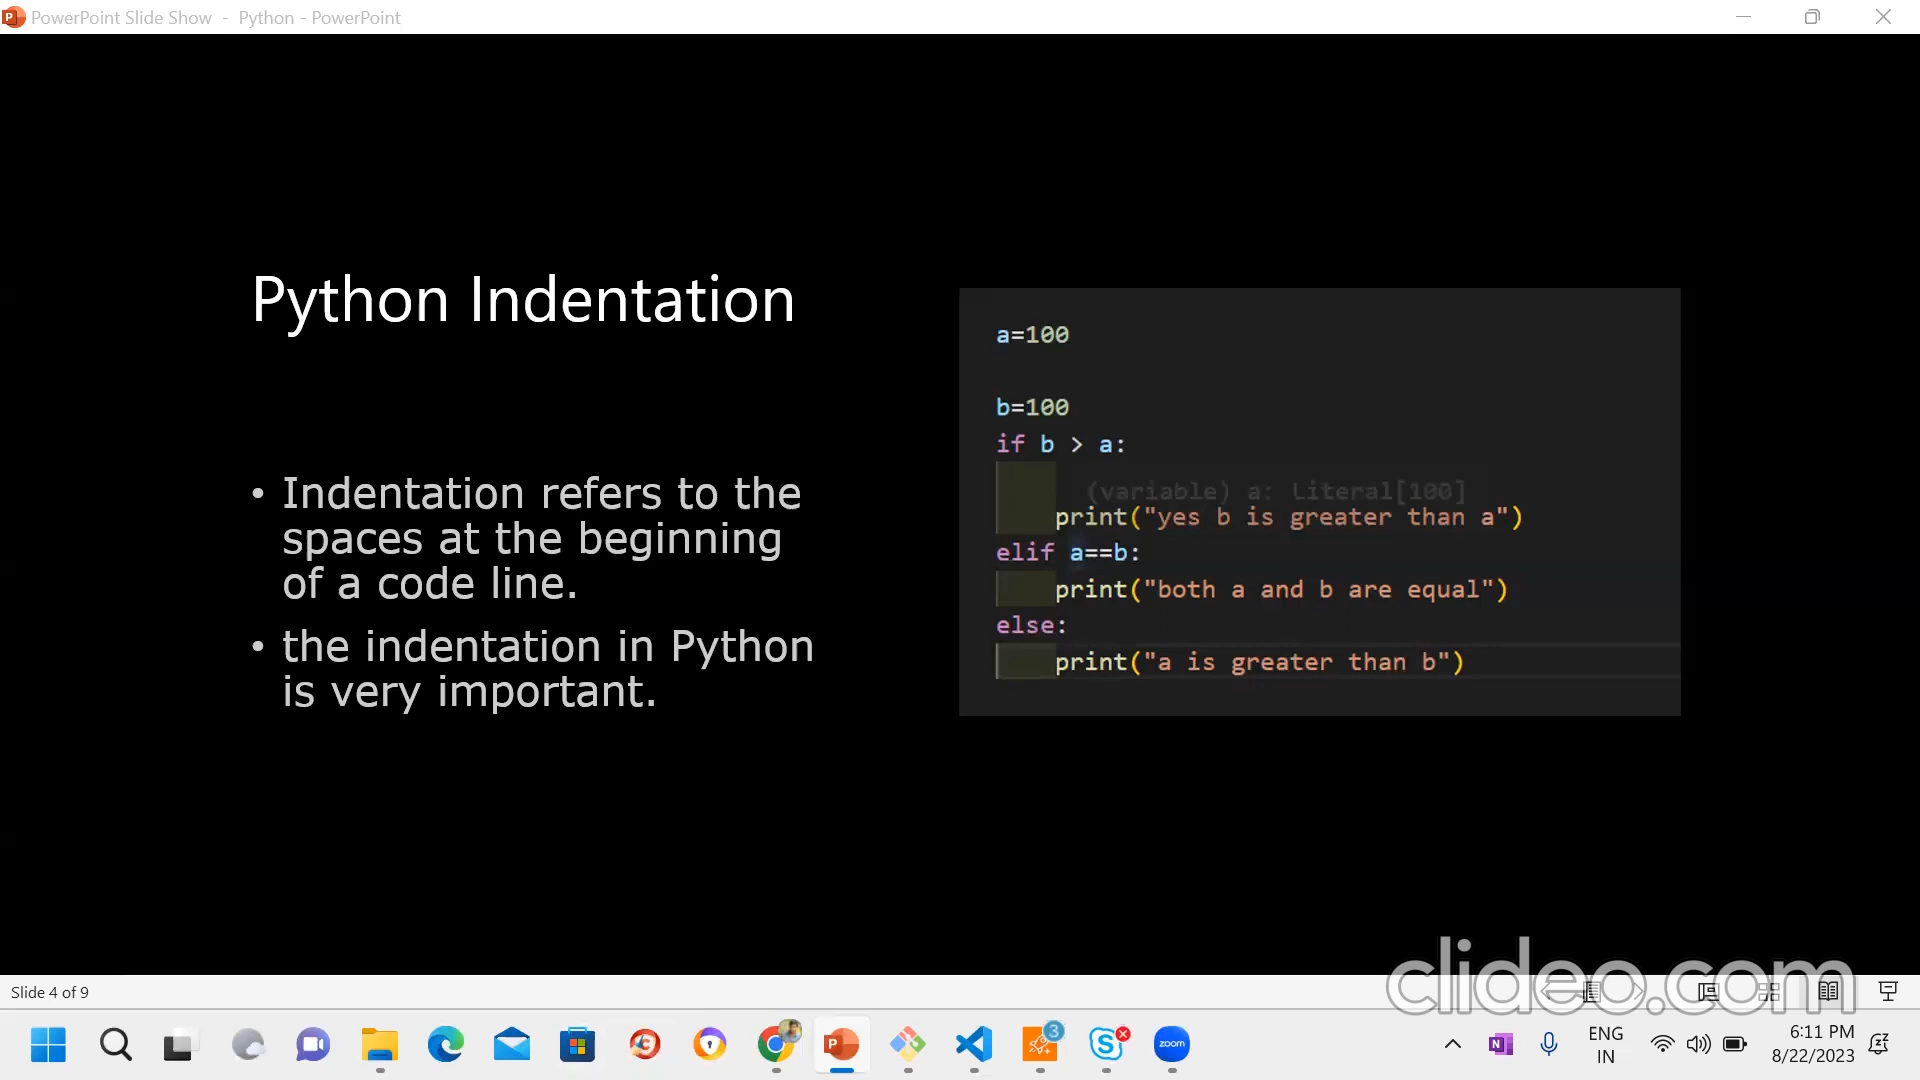 PowerPoint Slide Show - Python - PowerPoint
Python Indentation
• Indentation refers to the
spaces at the beginning
of a code line.
• the indentation in Python
is very important.
a=100
b=100
if b > a:
(variable) a: Literal[100]
print("yes b is greater than a")
elif a==b:
print("both a and b are equal")
else:
print("a is greater than b")
clideo.com
Slide 4 of 9
zoom
3
ENG
IN
6:11 PM
8/22/2023